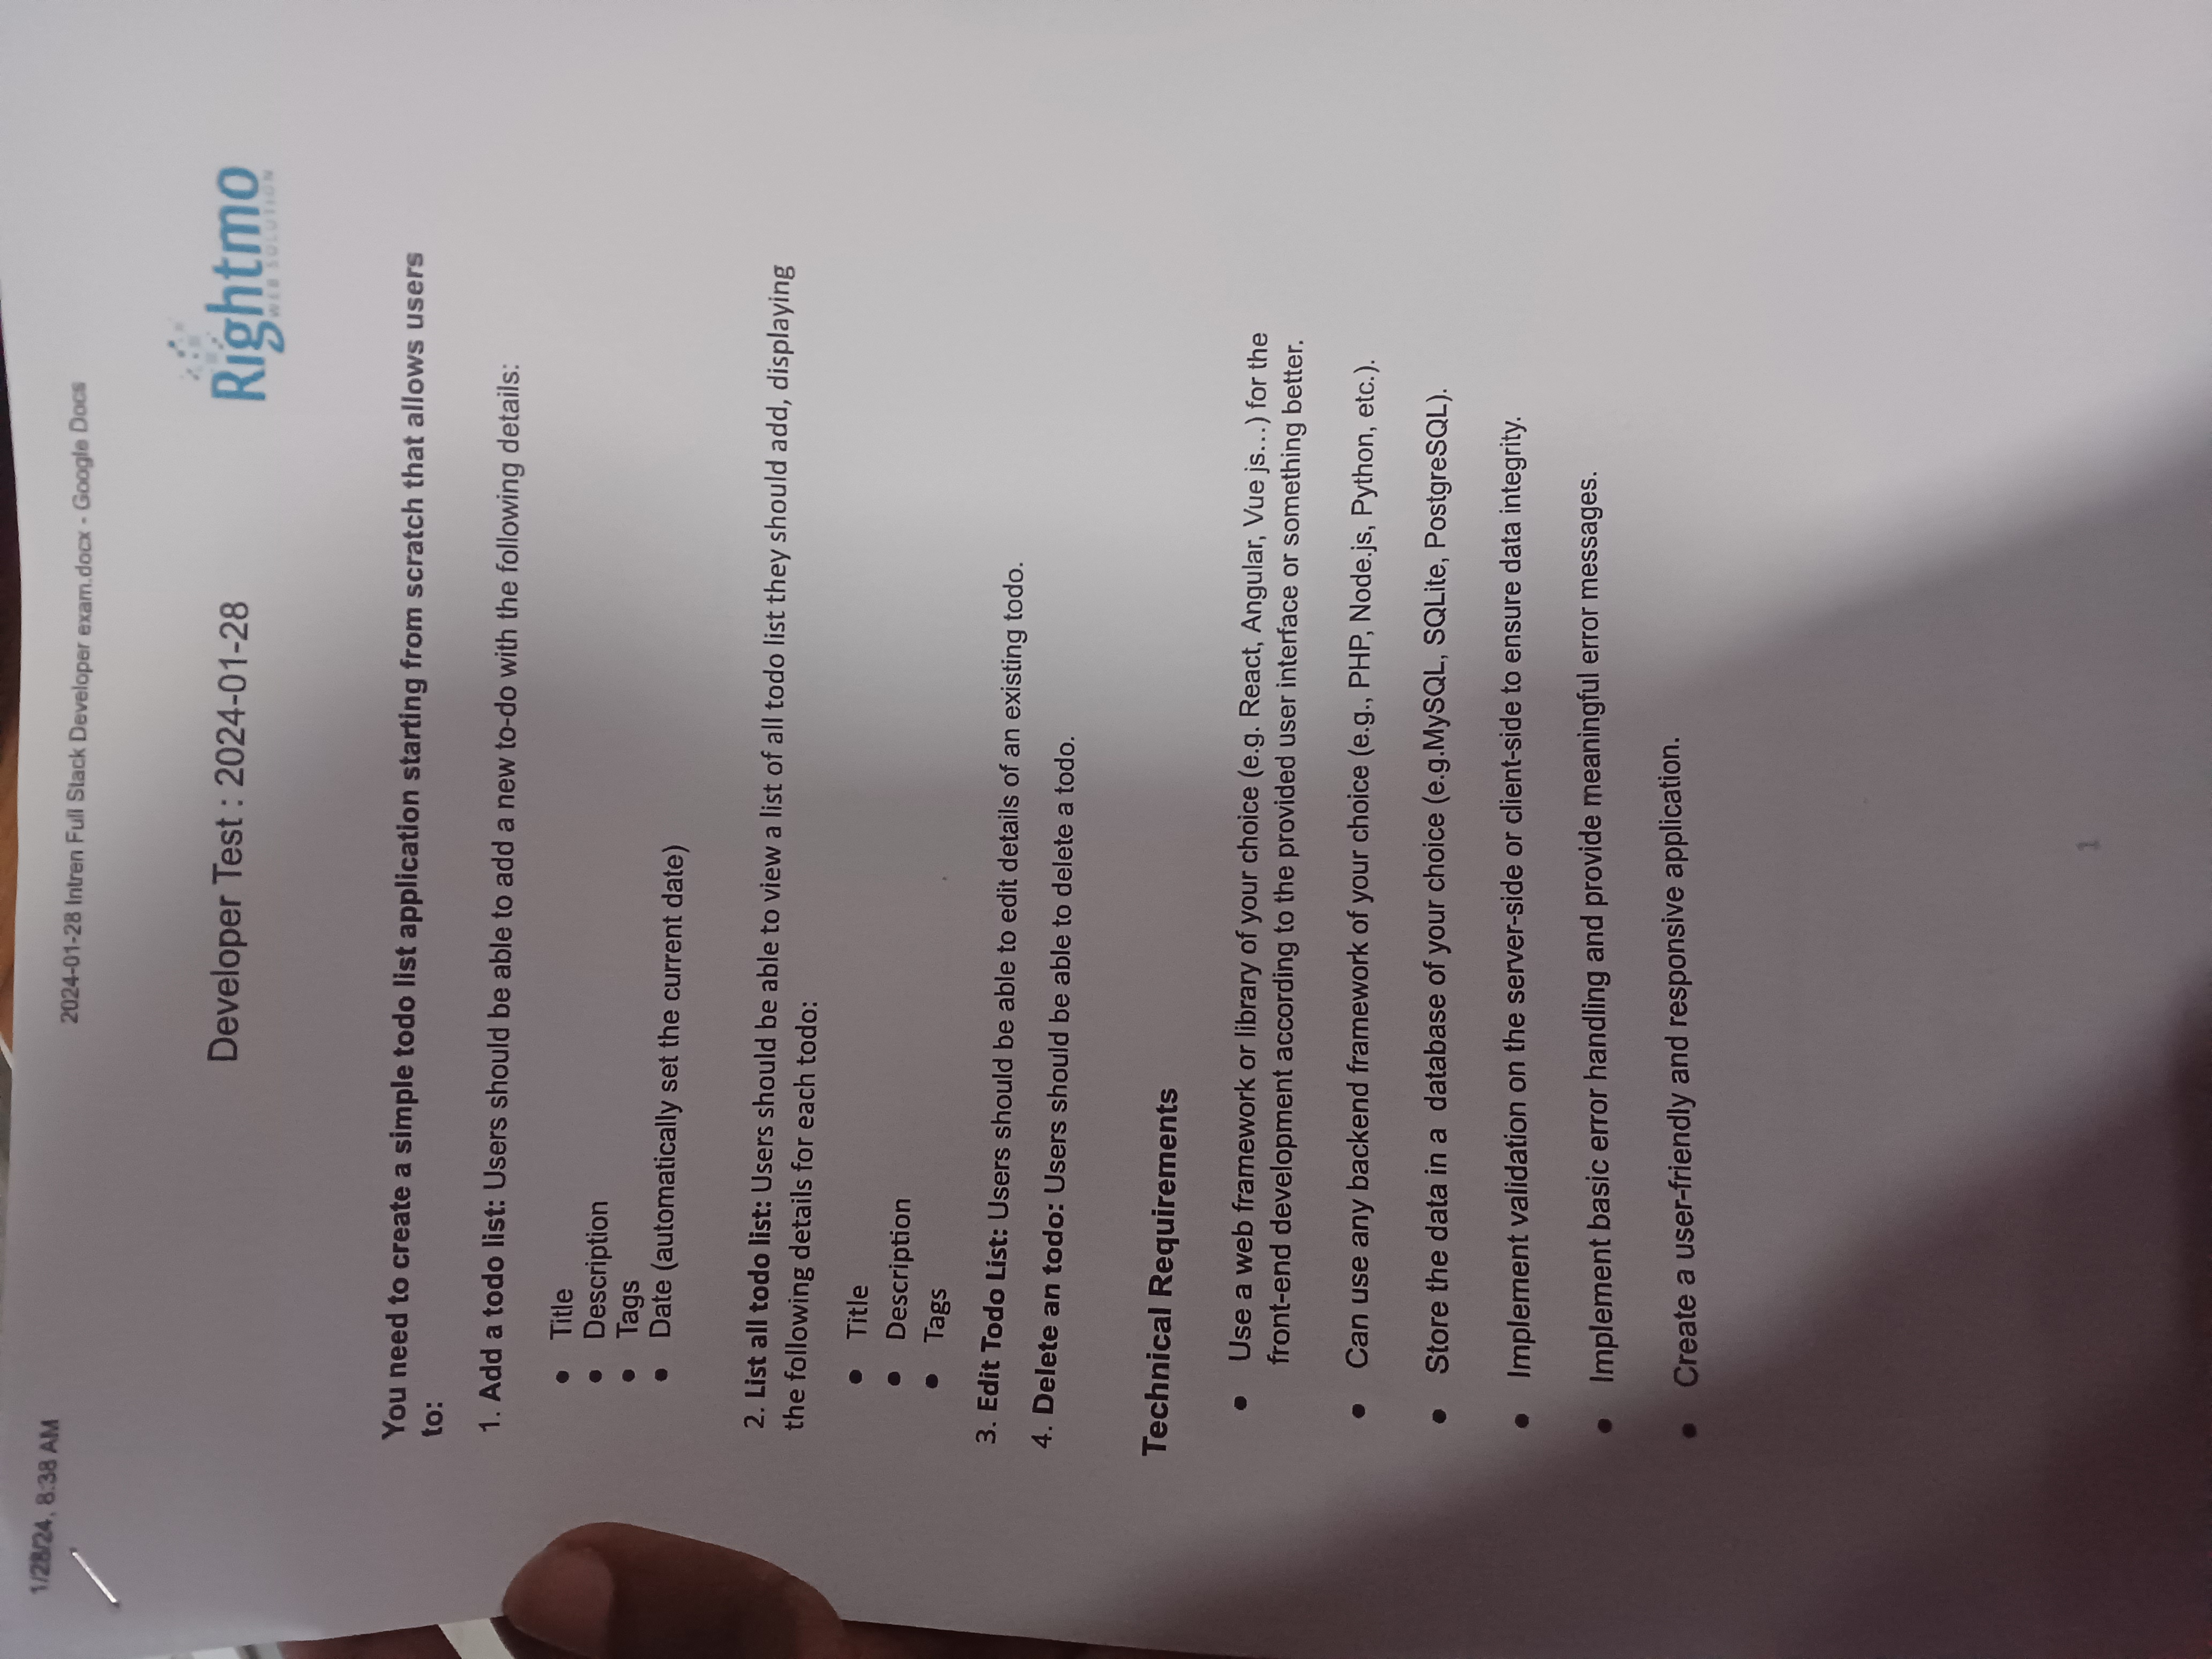 1/28/24, 8:38 AM
2024-01-28 Intren Full Stack Developer exam.docx - Google Docs
Developer Test : 2024-01-28
Rightmo
WEB SOLUTION
You need to create a simple todo list application starting from scratch that allows users
to:
1. Add a todo list: Users should be able to add a new to-do with the following details:
● Title
● Description
● Tags
● Date (automatically set the current date)
2. List all todo list: Users should be able to view a list of all todo list they should add, displaying
the following details for each todo:
● Title
● Description
● Tags
3. Edit Todo List: Users should be able to edit details of an existing todo.
4. Delete an todo: Users should be able to delete a todo.
Technical Requirements
● Use a web framework or library of your choice (e.g. React, Angular, Vue js...) for the
front-end development according to the provided user interface or something better.
● Can use any backend framework of your choice (e.g., PHP, Node.js, Python, etc.).
● Store the data in a database of your choice (e.g.MySQL, SQLite, PostgreSQL).
● Implement validation on the server-side or client-side to ensure data integrity.
● Implement basic error handling and provide meaningful error messages.
● Create a user-friendly and responsive application.
1